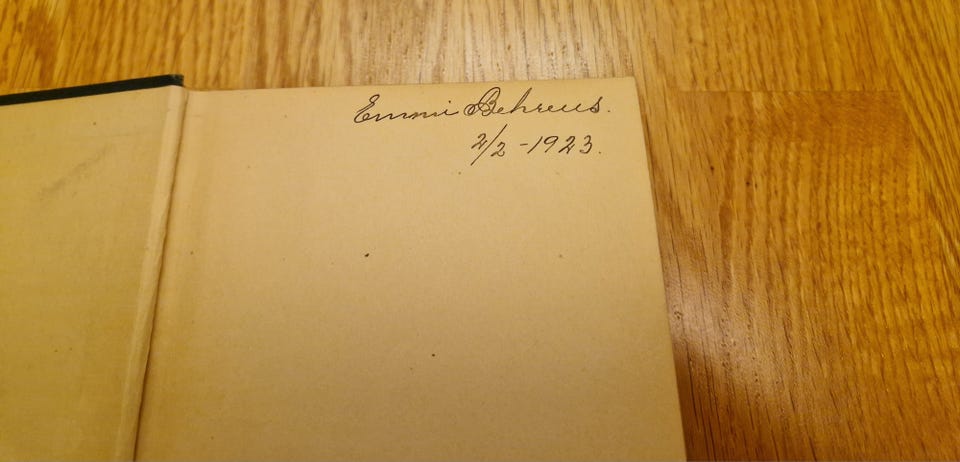 Emmi Behrens.
2/2 - 1923.